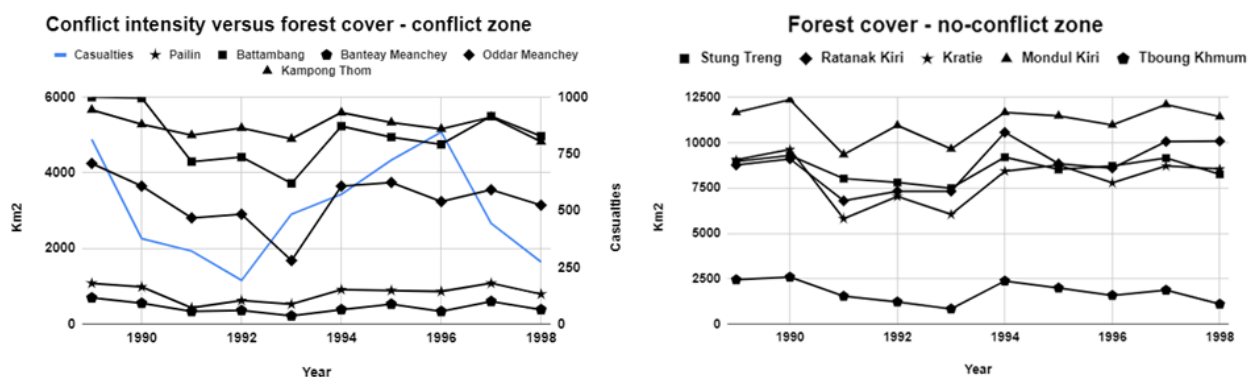 Conflict intensity versus forest cover - conflict zone
Casualties Pailin Battambang Banteay Meanchey Oddar Meanchey
Kampong Thom
6000
4000
2000
0
Km2
1000
750
500
250
0
Casualties
1990 1992 1994 1996 1998
Year
Forest cover - no-conflict zone
Stung Treng Ratanak Kiri Kratie Mondul Kiri Tboung Khmum
12500
10000
7500
5000
2500
0
Km2
1990 1992 1994 1996 1998
Year